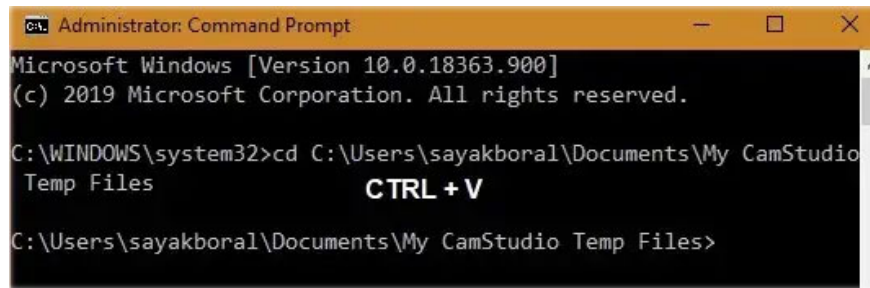 Administrator: Command Prompt
Microsoft Windows [Version 10.0.18363.900]
(c) 2019 Microsoft Corporation. All rights reserved.
C:\WINDOWS\system32>cd C:\Users\sayakboral\Documents\My CamStudio
Temp Files
CTRL + V
C:\Users\sayakboral\Documents\My CamStudio Temp Files>